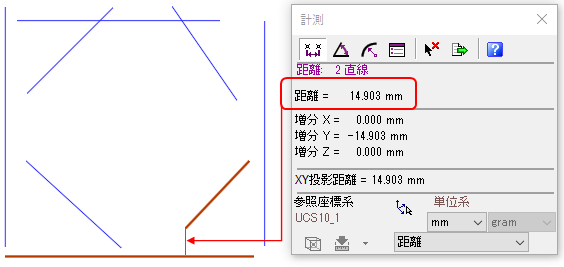 計測
距離: 2 直線
距離 = 14.903 mm
増分 X = 0.000 mm
増分 Y = -14.903 mm
増分 Z = 0.000 mm
XY投影距離 = 14.903 mm
参照座標系 単位系
UCS10_1
mm gram
距離